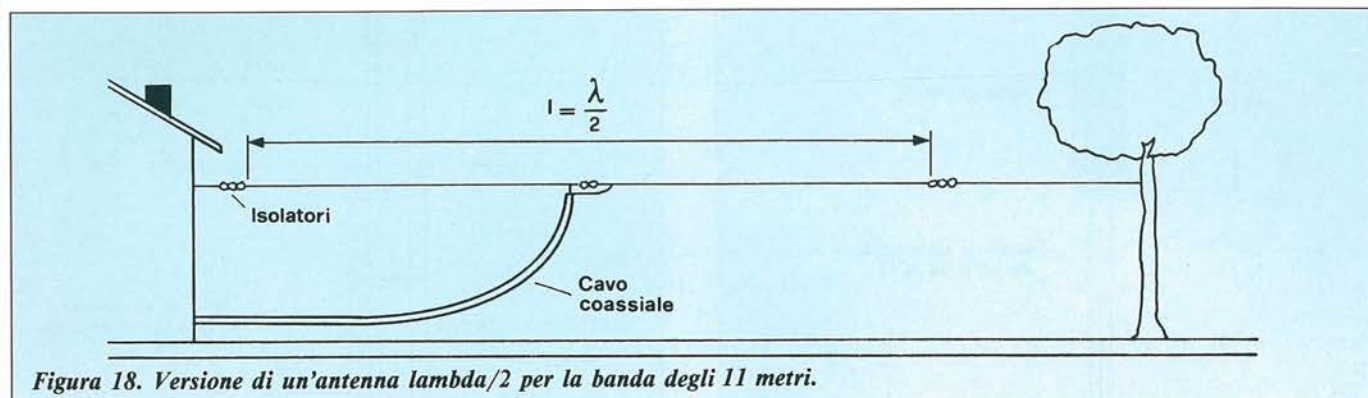 l = λ/2
Isolatori
Cavo
coassiale
Figura 18. Versione di un'antenna lambda/2 per la banda degli 11 metri.